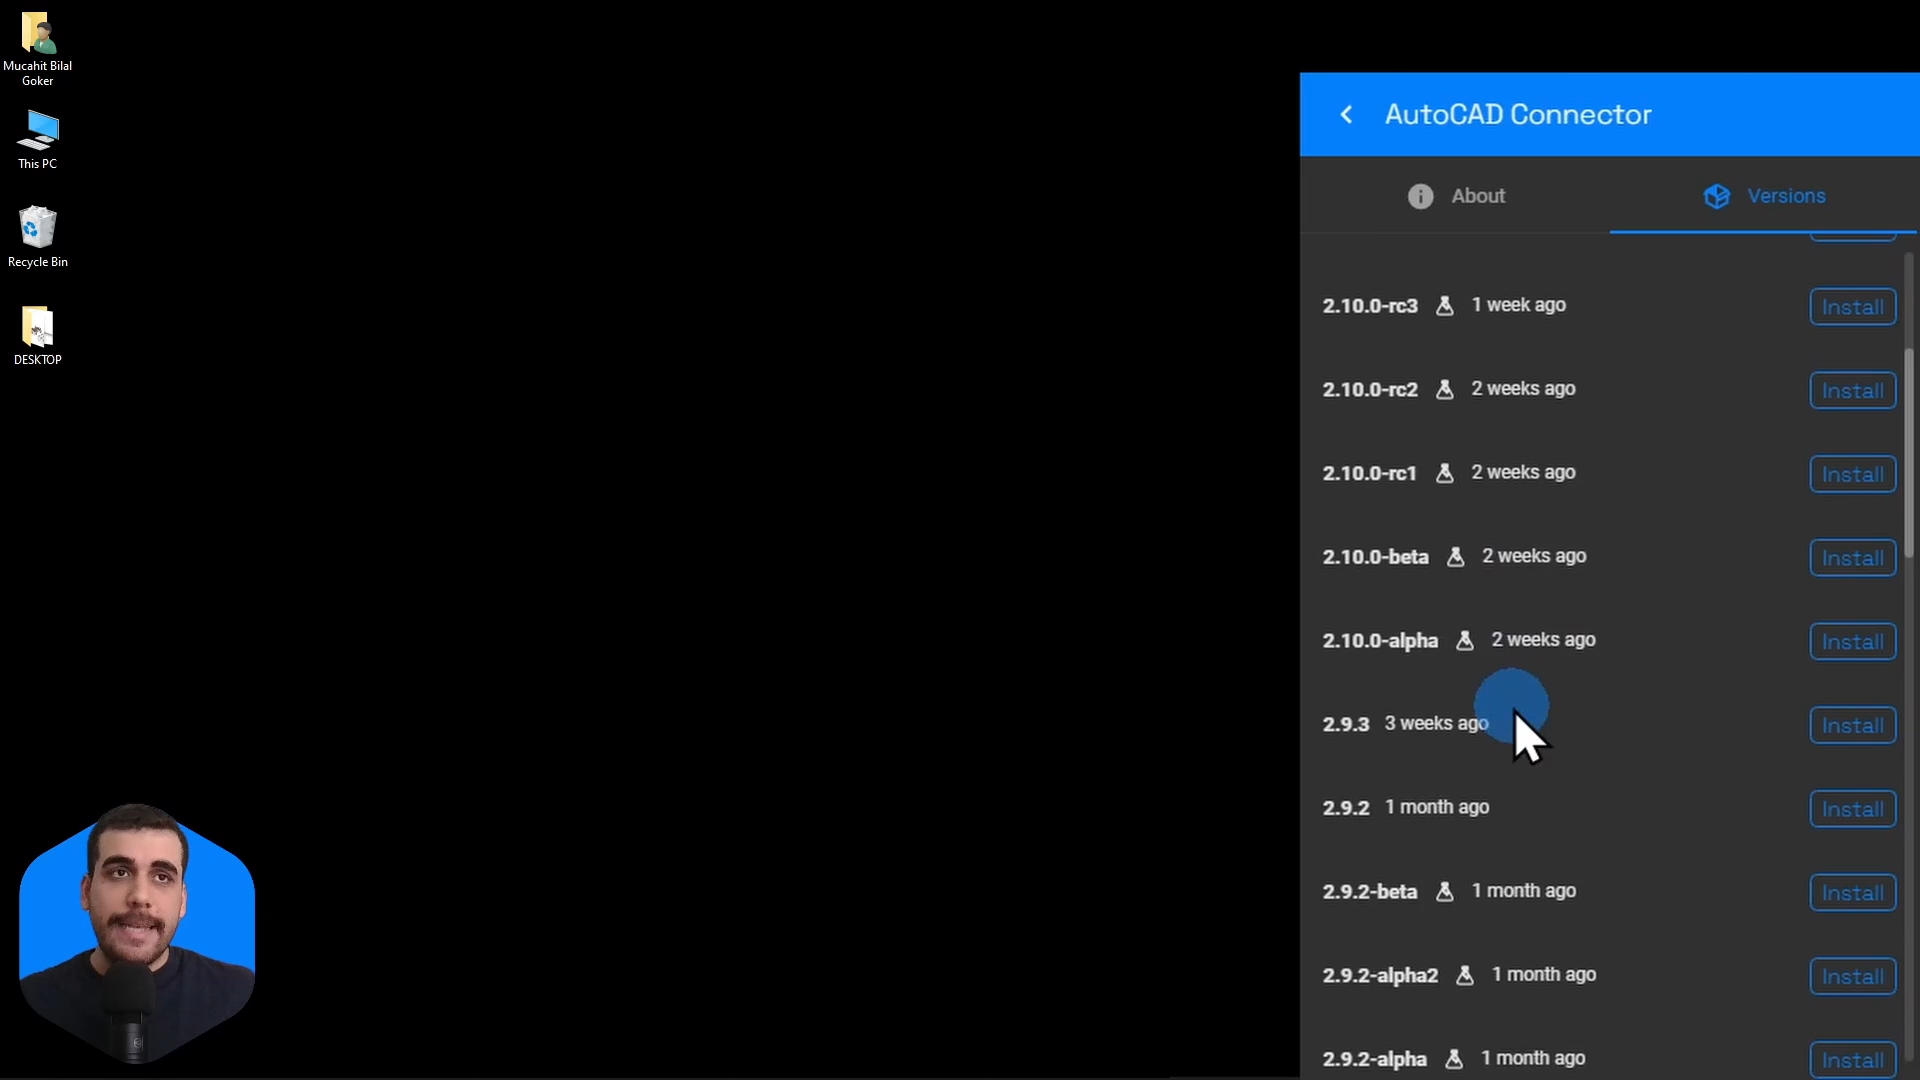 Mucahit Bilal
Goker
This PC
Recycle Bin
DESKTOP
AutoCAD Connector
About
Versions
2.10.0-rc3 1 week ago Install
2.10.0-rc2 2 weeks ago Install
2.10.0-rc1 2 weeks ago Install
2.10.0-beta 2 weeks ago Install
2.10.0-alpha 2 weeks ago Install
2.9.3 3 weeks ago Install
2.9.2 1 month ago Install
2.9.2-beta 1 month ago Install
2.9.2-alpha2 1 month ago Install
2.9.2-alpha 1 month ago Install